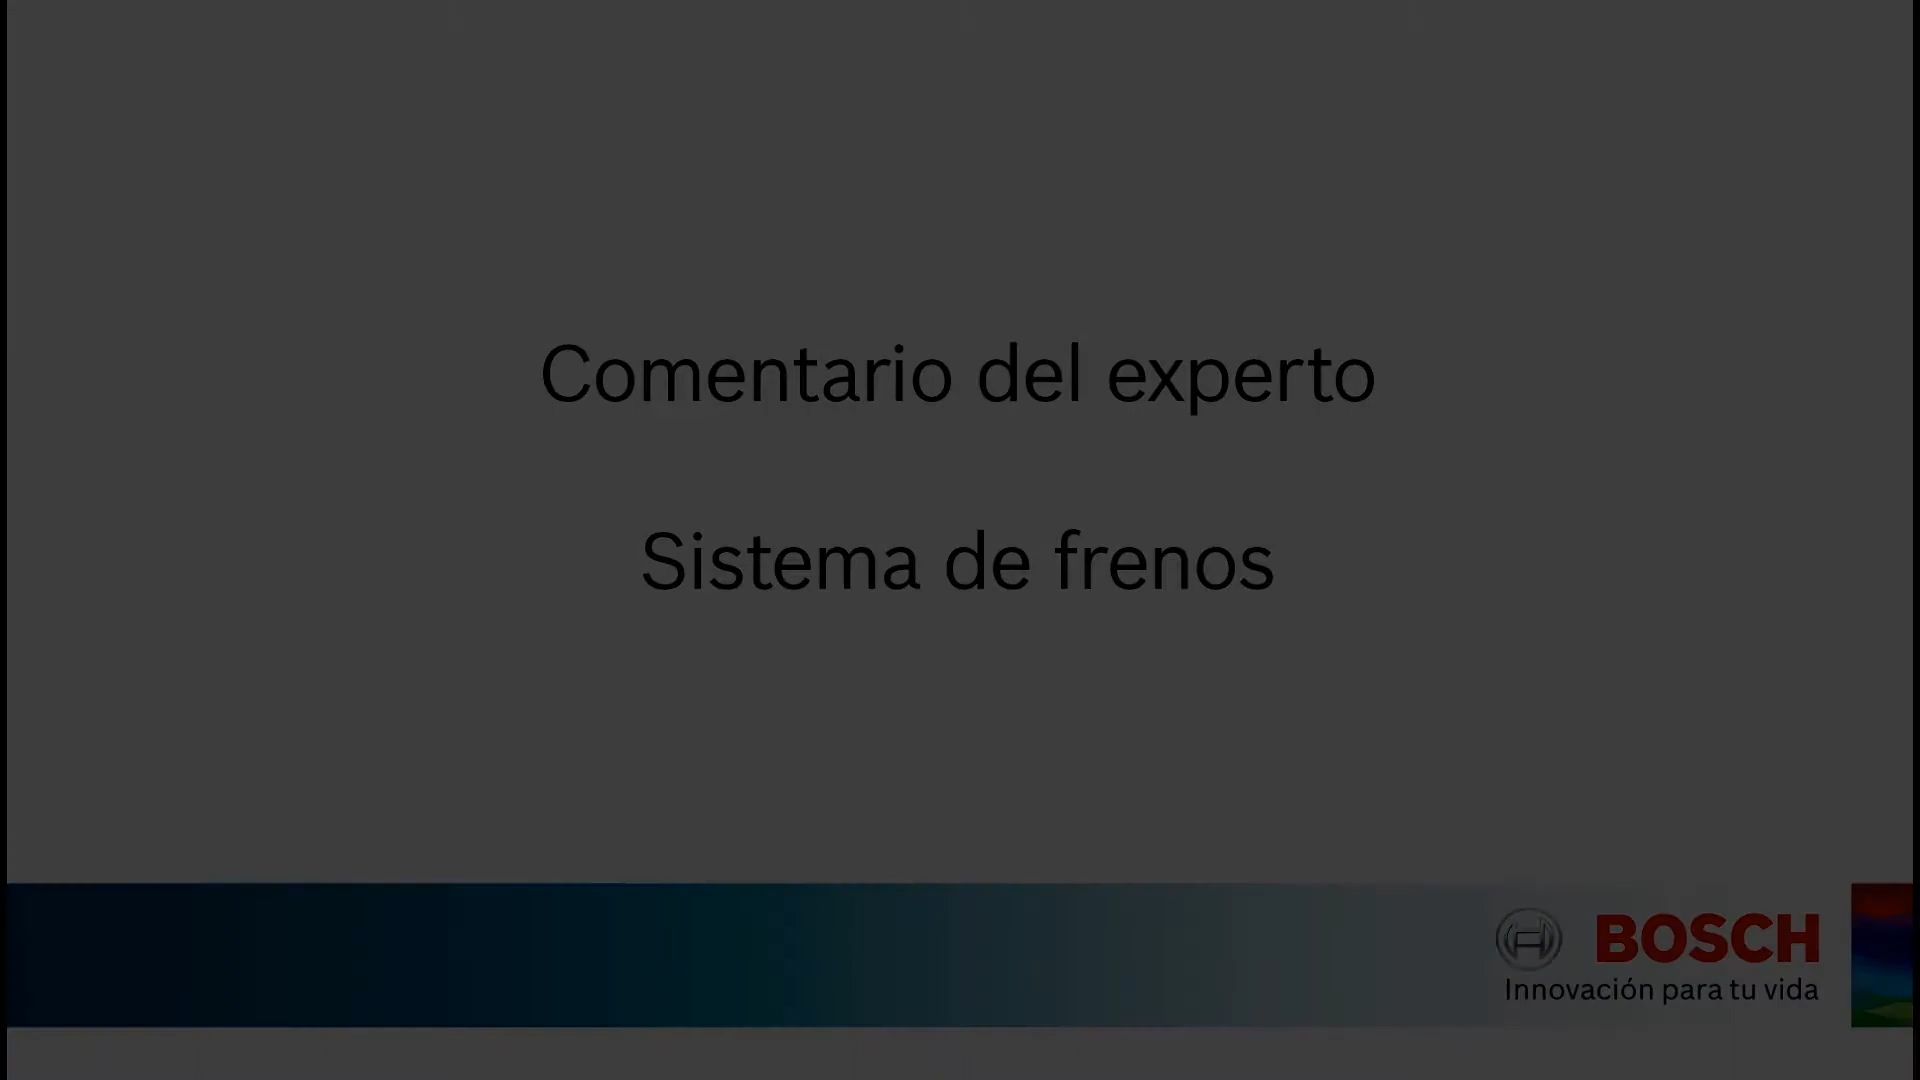 Comentario del experto
Sistema de frenos
BOSCH
Innovación para tu vida